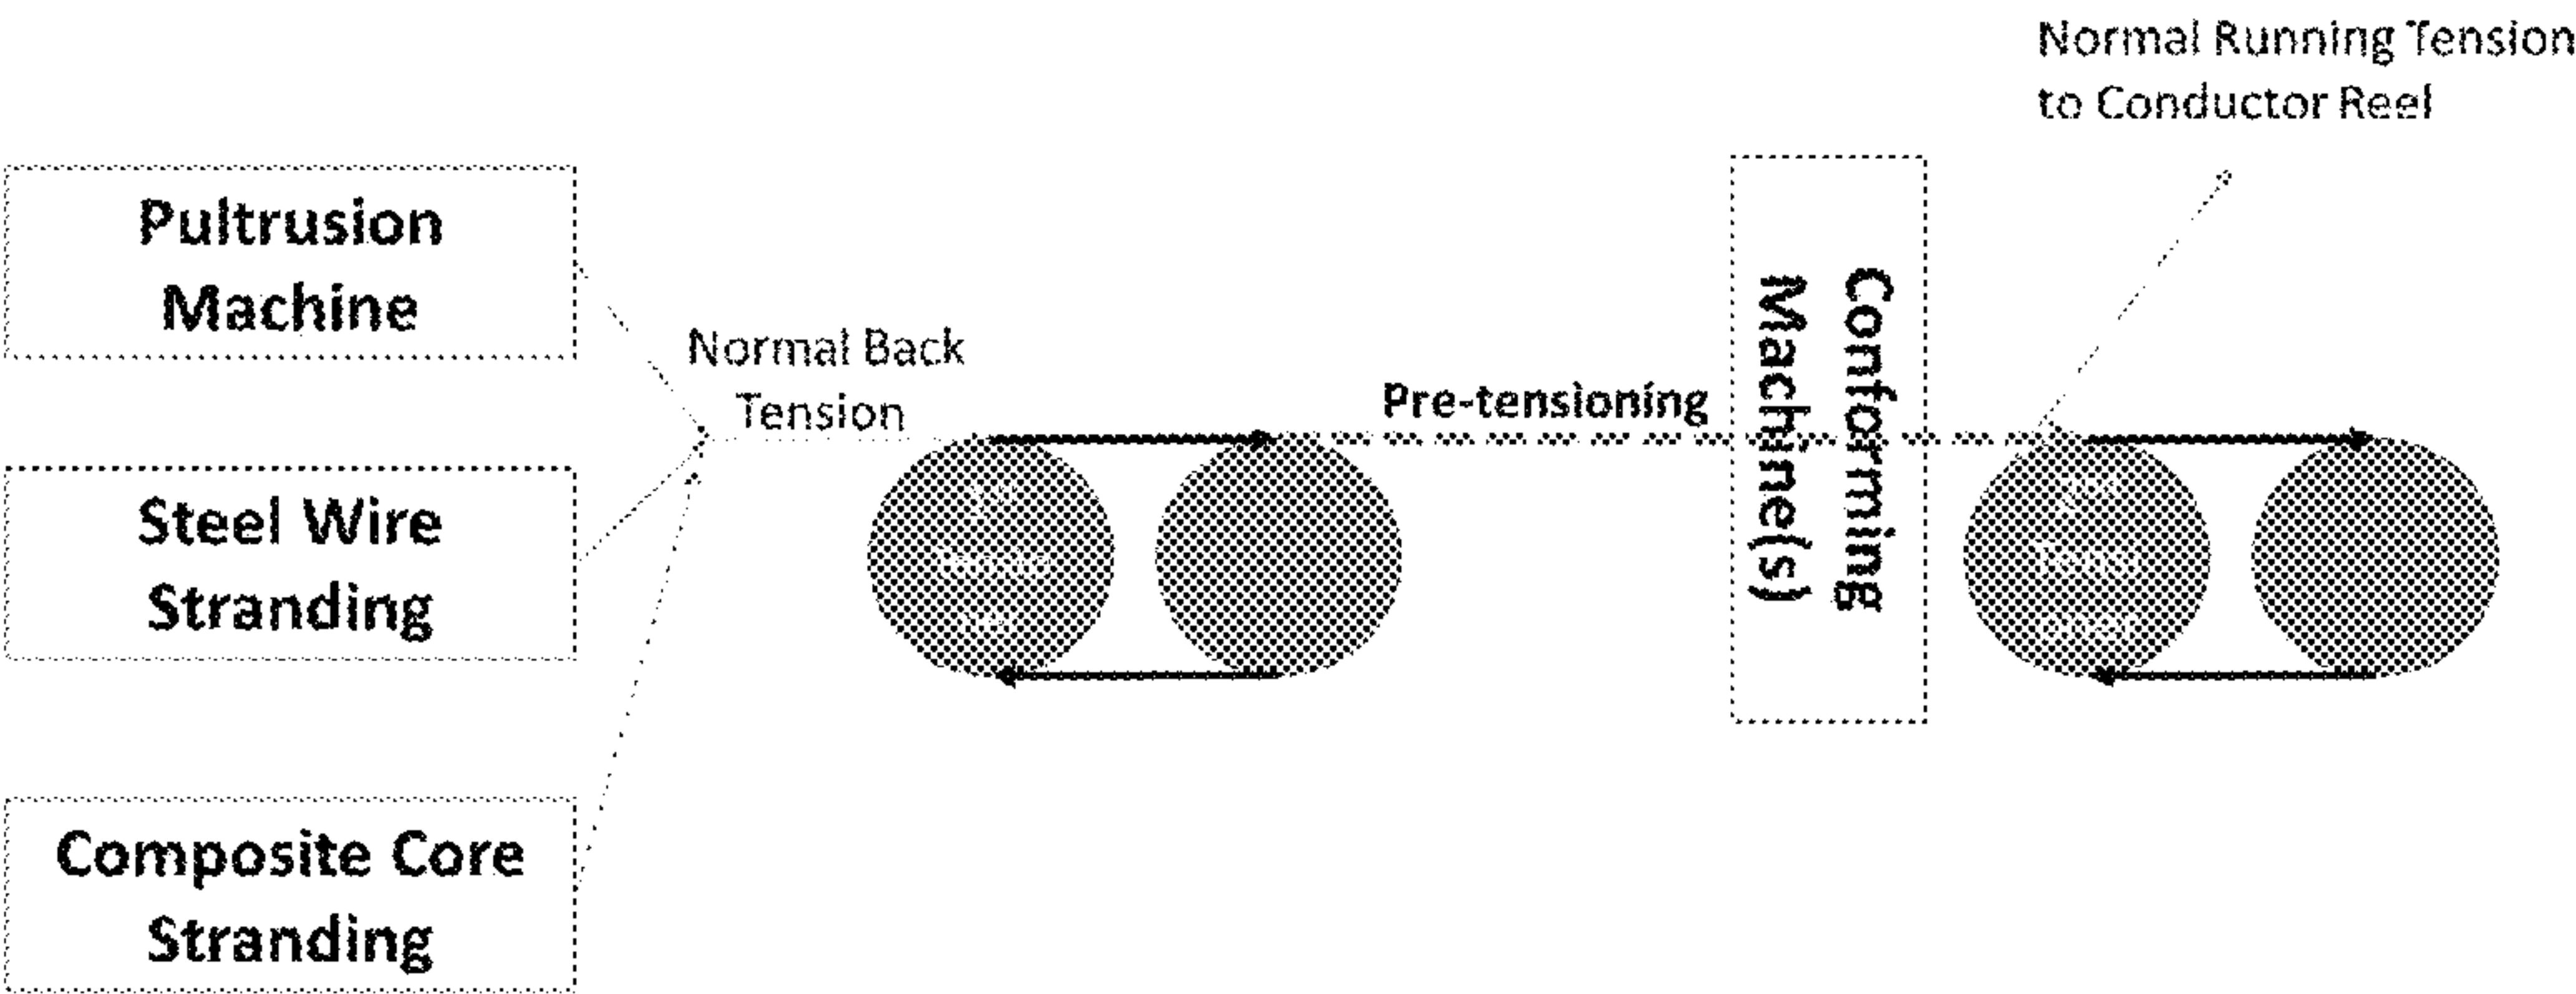 Normal Running Tension
to Conductor Reel
Pultrusion
Machine
Normal Back
Tension
Pre-tensioning
Conforming
Machine(s)
Steel Wire
Stranding
Composite Core
Stranding